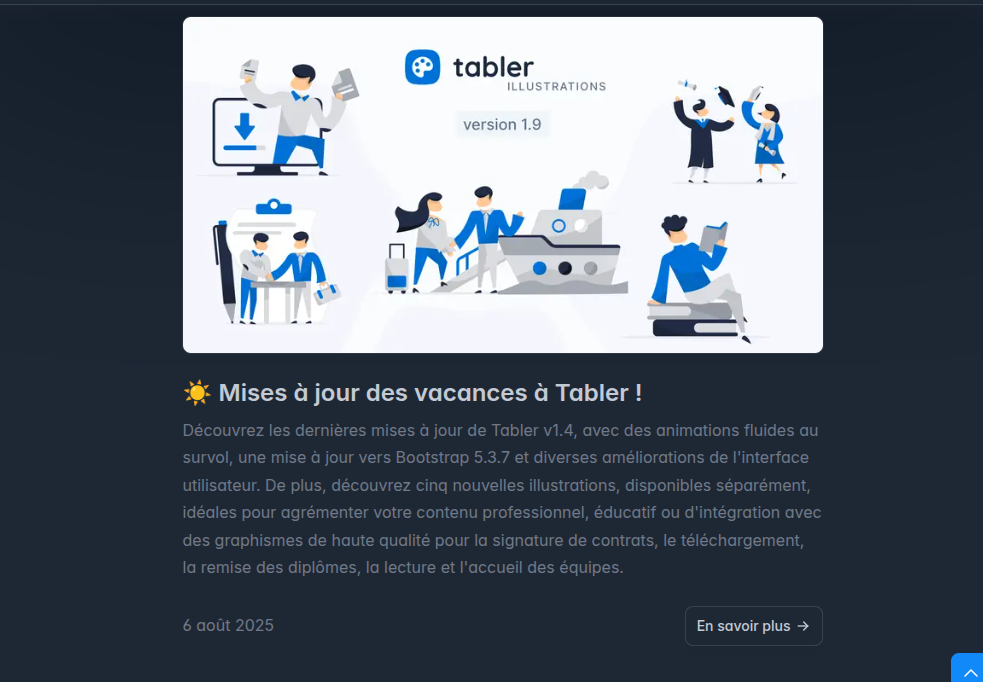 tabler
ILLUSTRATIONS
version 1.9
Mises à jour des vacances à Tabler !
Découvrez les dernières mises à jour de Tabler v1.4, avec des animations fluides au
survol, une mise à jour vers Bootstrap 5.3.7 et diverses améliorations de l'interface
utilisateur. De plus, découvrez cinq nouvelles illustrations, disponibles séparément,
idéales pour agrémenter votre contenu professionnel, éducatif ou d'intégration avec
des graphismes de haute qualité pour la signature de contrats, le téléchargement,
la remise des diplômes, la lecture et l'accueil des équipes.
6 août 2025
En savoir plus →